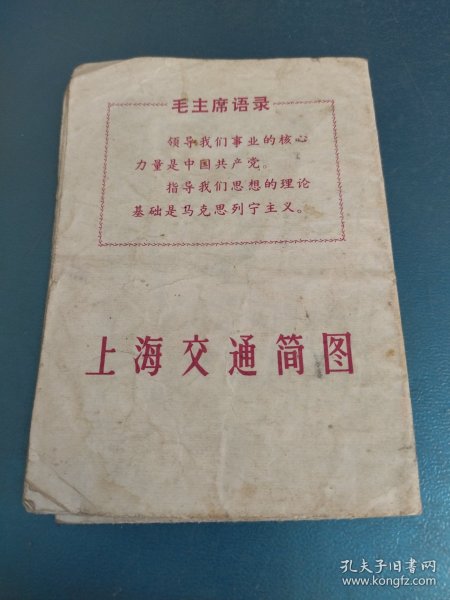 毛主席语录
领导我们事业的核心
力量是中国共产党。
指导我们思想的理论
基础是马克思列宁主义。
上海交通简图
孔夫子旧书网
www.kongfz.com